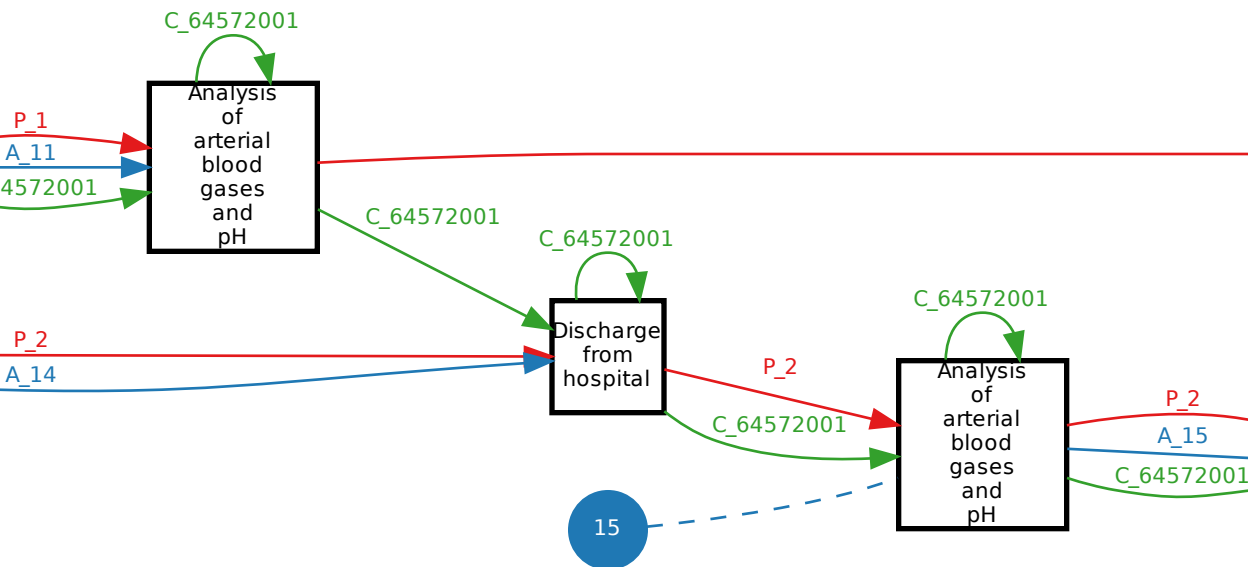 C_64572001
Analysis
of
arterial
blood
gases
and
pH
P_1
A_11
4572001
C_64572001
C_64572001
Discharge
from
hospital
P_2
A_14
P_2
C_64572001
C_64572001
Analysis
of
arterial
blood
gases
and
pH
P_2
A_15
C_64572001
15